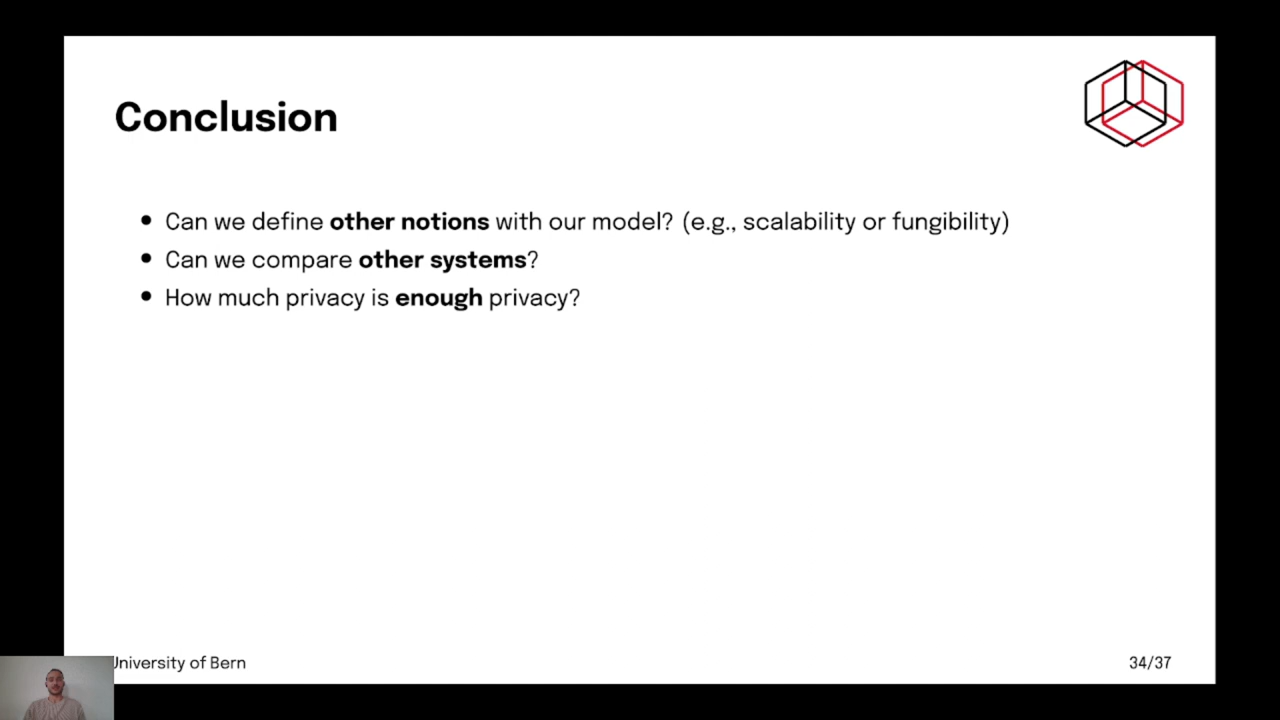 Conclusion
• Can we define other notions with our model? (e.g., scalability or fungibility)
• Can we compare other systems?
• How much privacy is enough privacy?
University of Bern
34/37